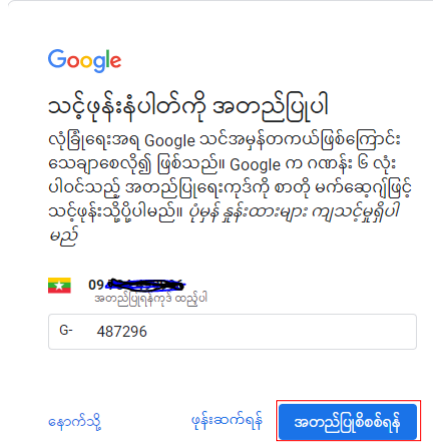 Google
သင့်ဖုန်းနံပါတ်ကို အတည်ပြုပါ
လုံခြုံရေးအရ Google သင်အမှန်တကယ်ဖြစ်ကြောင်း
သေချာစေလို၍ ဖြစ်သည်။ Google က ဂဏန်း ၆ လုံး
ပါဝင်သည့် အတည်ပြုရေးကုဒ်ကို စာတို မက်ဆေ့ဂျ်ဖြင့်
သင့်ဖုန်းသို့ပို့ပါမည်။ ပုံမှန် နှုန်းထားများ ကျသင့်မှုရှိပါ
မည်
09
အတည်ပြုရန်ကုဒ် ထည့်ပါ
G- 487296
နောက်သို့ ဖုန်းဆက်ရန် အတည်ပြုစိစစ်ရန်